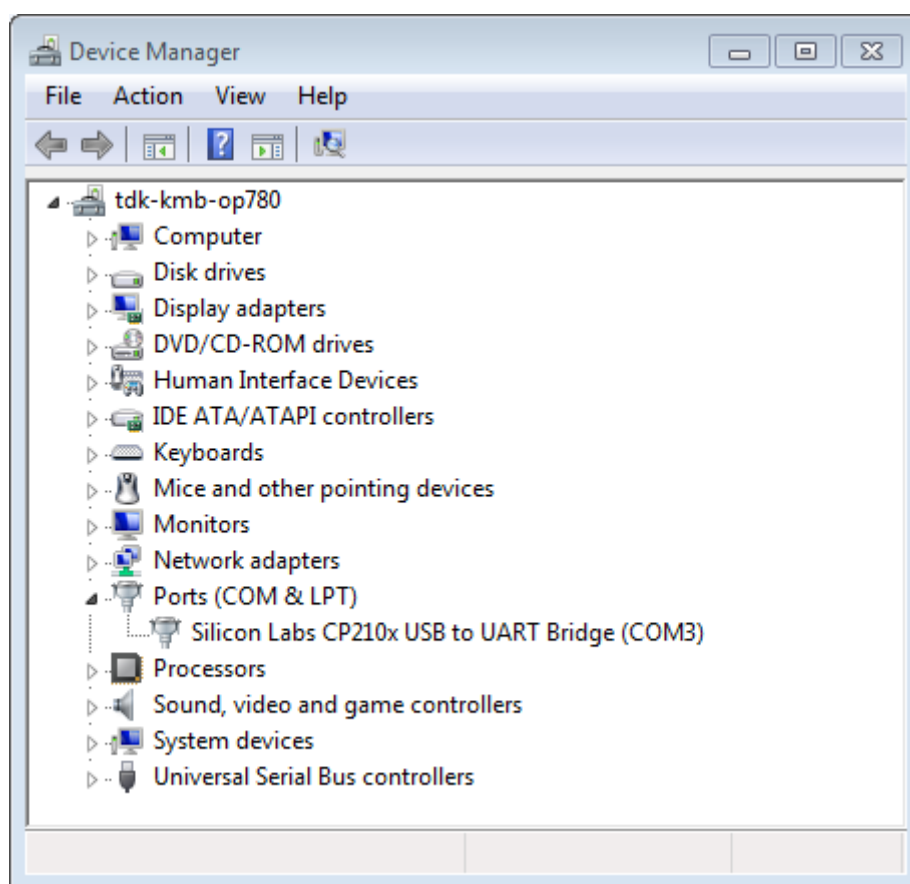 Device Manager
File Action View Help
tdk-kmb-op780
Computer
Disk drives
Display adapters
DVD/CD-ROM drives
Human Interface Devices
IDE ATA/ATAPI controllers
Keyboards
Mice and other pointing devices
Monitors
Network adapters
Ports (COM & LPT)
Silicon Labs CP210x USB to UART Bridge (COM3)
Processors
Sound, video and game controllers
System devices
Universal Serial Bus controllers